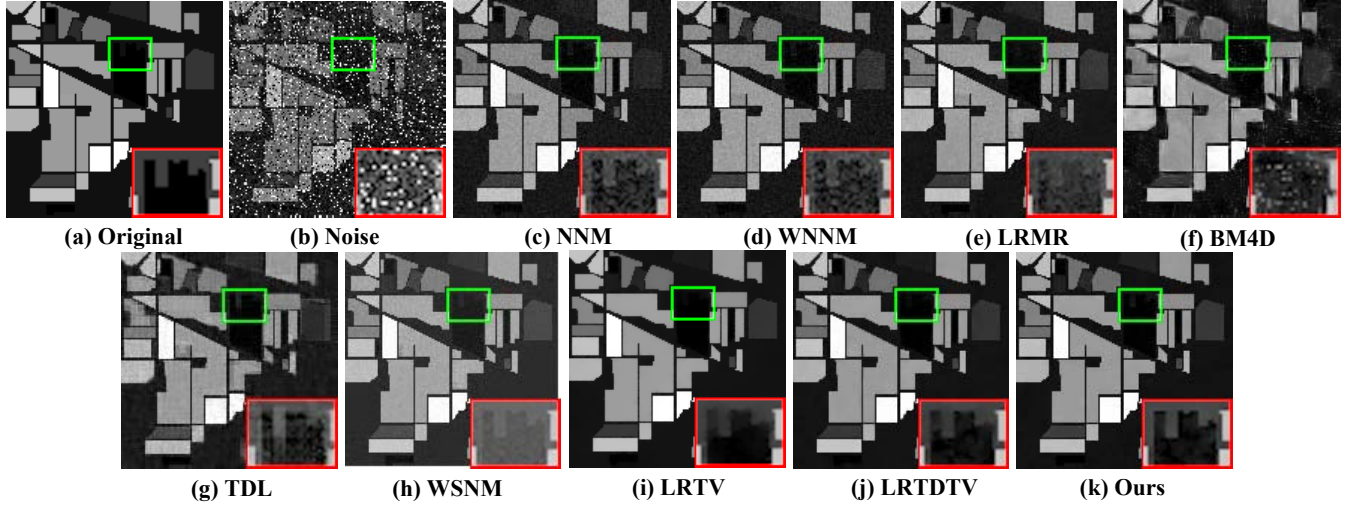 (a) Original (b) Noise (c) NNM (d) WNNM (e) LRMR (f) BM4D
(g) TDL (h) WSNM (i) LRTV (j) LRTDTV (k) Ours